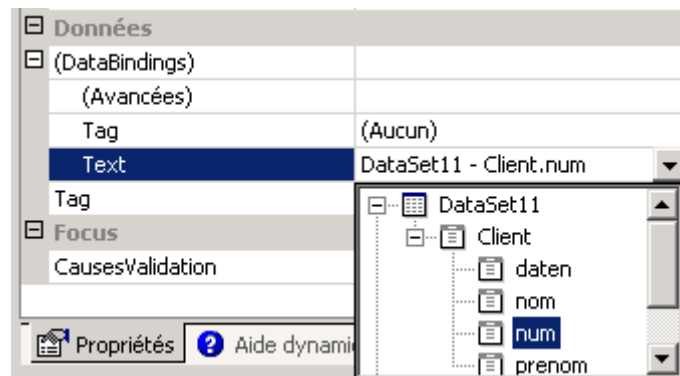 Données
(DataBindings)
(Avancées)
Tag (Aucun)
Text DataSet11 - Client.num
Tag
DataSet11
Focus
Client
CausesValidation
daten
nom
num
prenom
Propriétés Aide dynami